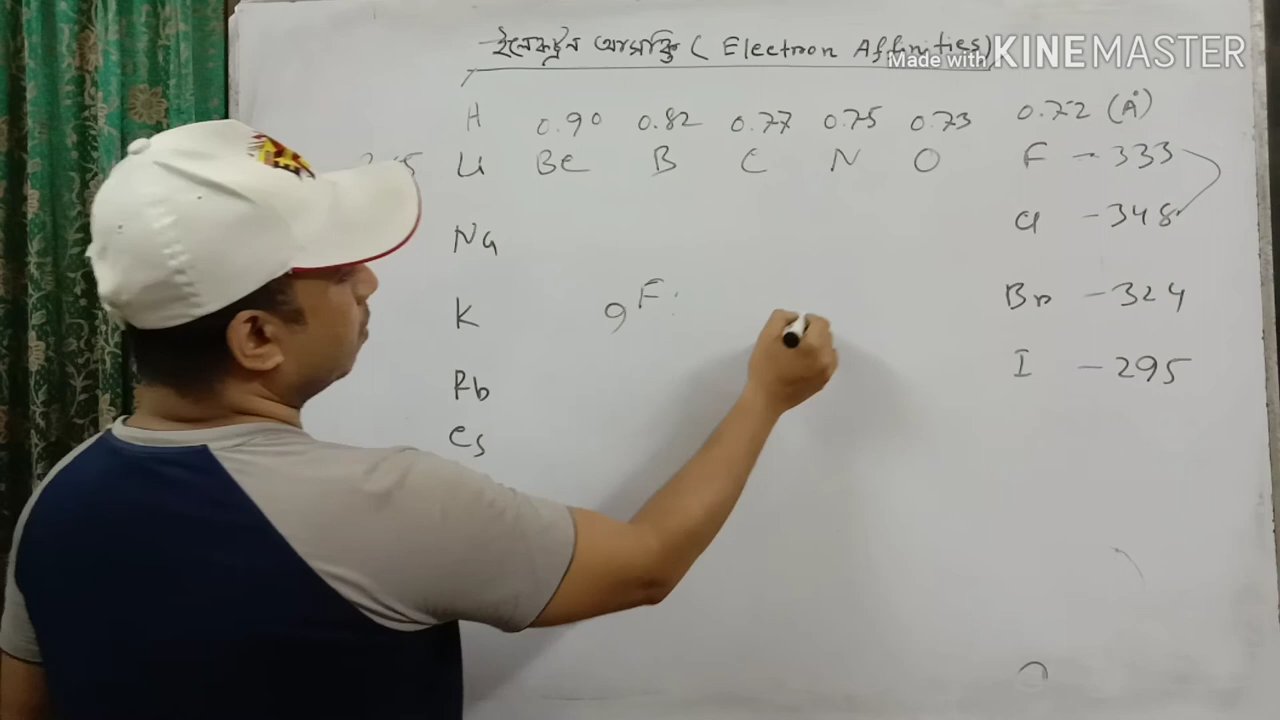 ইলেকট্রন আসক্তি ( Electron Affinities)
Made with KINEMASTER
H 0.90 0.82 0.77 0.75 0.73 0.72 (Å)
Li Be B C N O F - 333
Na Cl - 348
K Br - 324
9F:
Rb I - 295
Cs